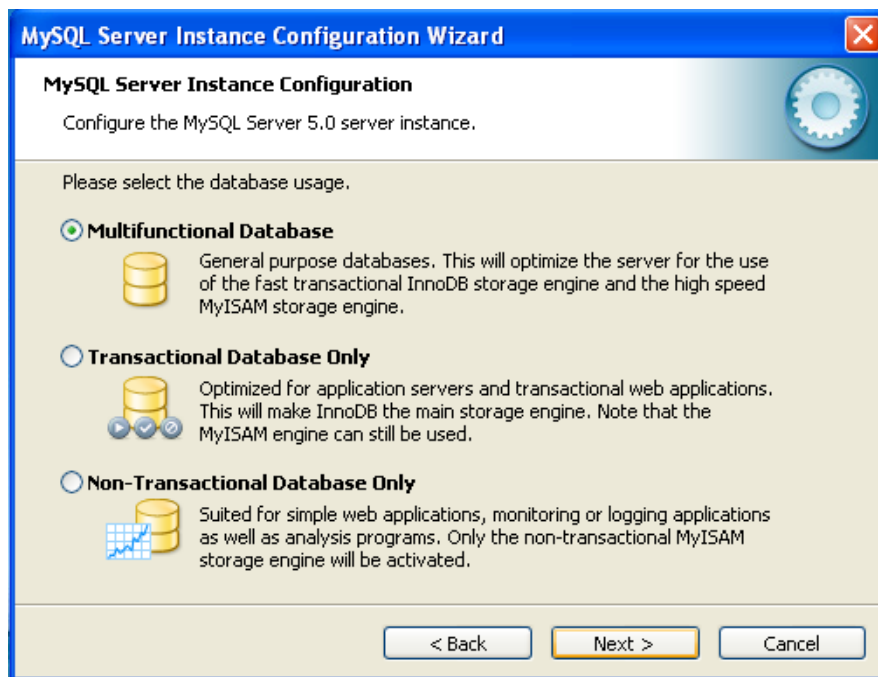 MySQL Server Instance Configuration Wizard
MySQL Server Instance Configuration
Configure the MySQL Server 5.0 server instance.
Please select the database usage.
Multifunctional Database
General purpose databases. This will optimize the server for the use
of the fast transactional InnoDB storage engine and the high speed
MyISAM storage engine.
Transactional Database Only
Optimized for application servers and transactional web applications.
This will make InnoDB the main storage engine. Note that the
MyISAM engine can still be used.
Non-Transactional Database Only
Suited for simple web applications, monitoring or logging applications
as well as analysis programs. Only the non-transactional MyISAM
storage engine will be activated.
< Back
Next >
Cancel